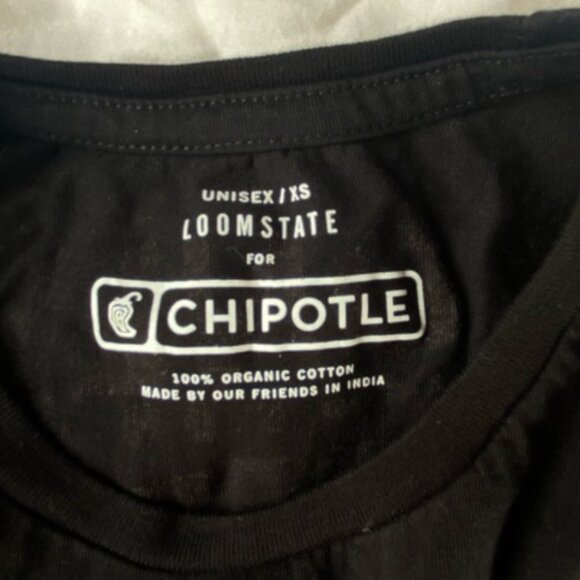 UNISEX / XS
LOOMSTATE
FOR
CHIPOTLE
100% ORGANIC COTTON
MADE BY OUR FRIENDS IN INDIA